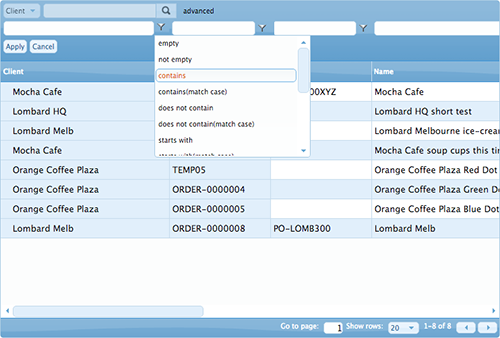 Client advanced
Apply Cancel
empty
not empty
contains
contains(match case)
does not contain
does not contain(match case)
starts with
Client Name
Mocha Cafe 00XYZ Mocha Cafe
Lombard HQ Lombard HQ short test
Lombard Melb Lombard Melbourne ice-crea
Mocha Cafe Mocha Cafe soup cups this tin
Orange Coffee Plaza TEMP05 Orange Coffee Plaza Red Dot
Orange Coffee Plaza ORDER-0000004 Orange Coffee Plaza Green Do
Orange Coffee Plaza ORDER-0000005 Orange Coffee Plaza Blue Dot
Lombard Melb ORDER-0000008 PO-LOMB300 Lombard Melb
Go to page: 1 Show rows: 20 1-8 of 8